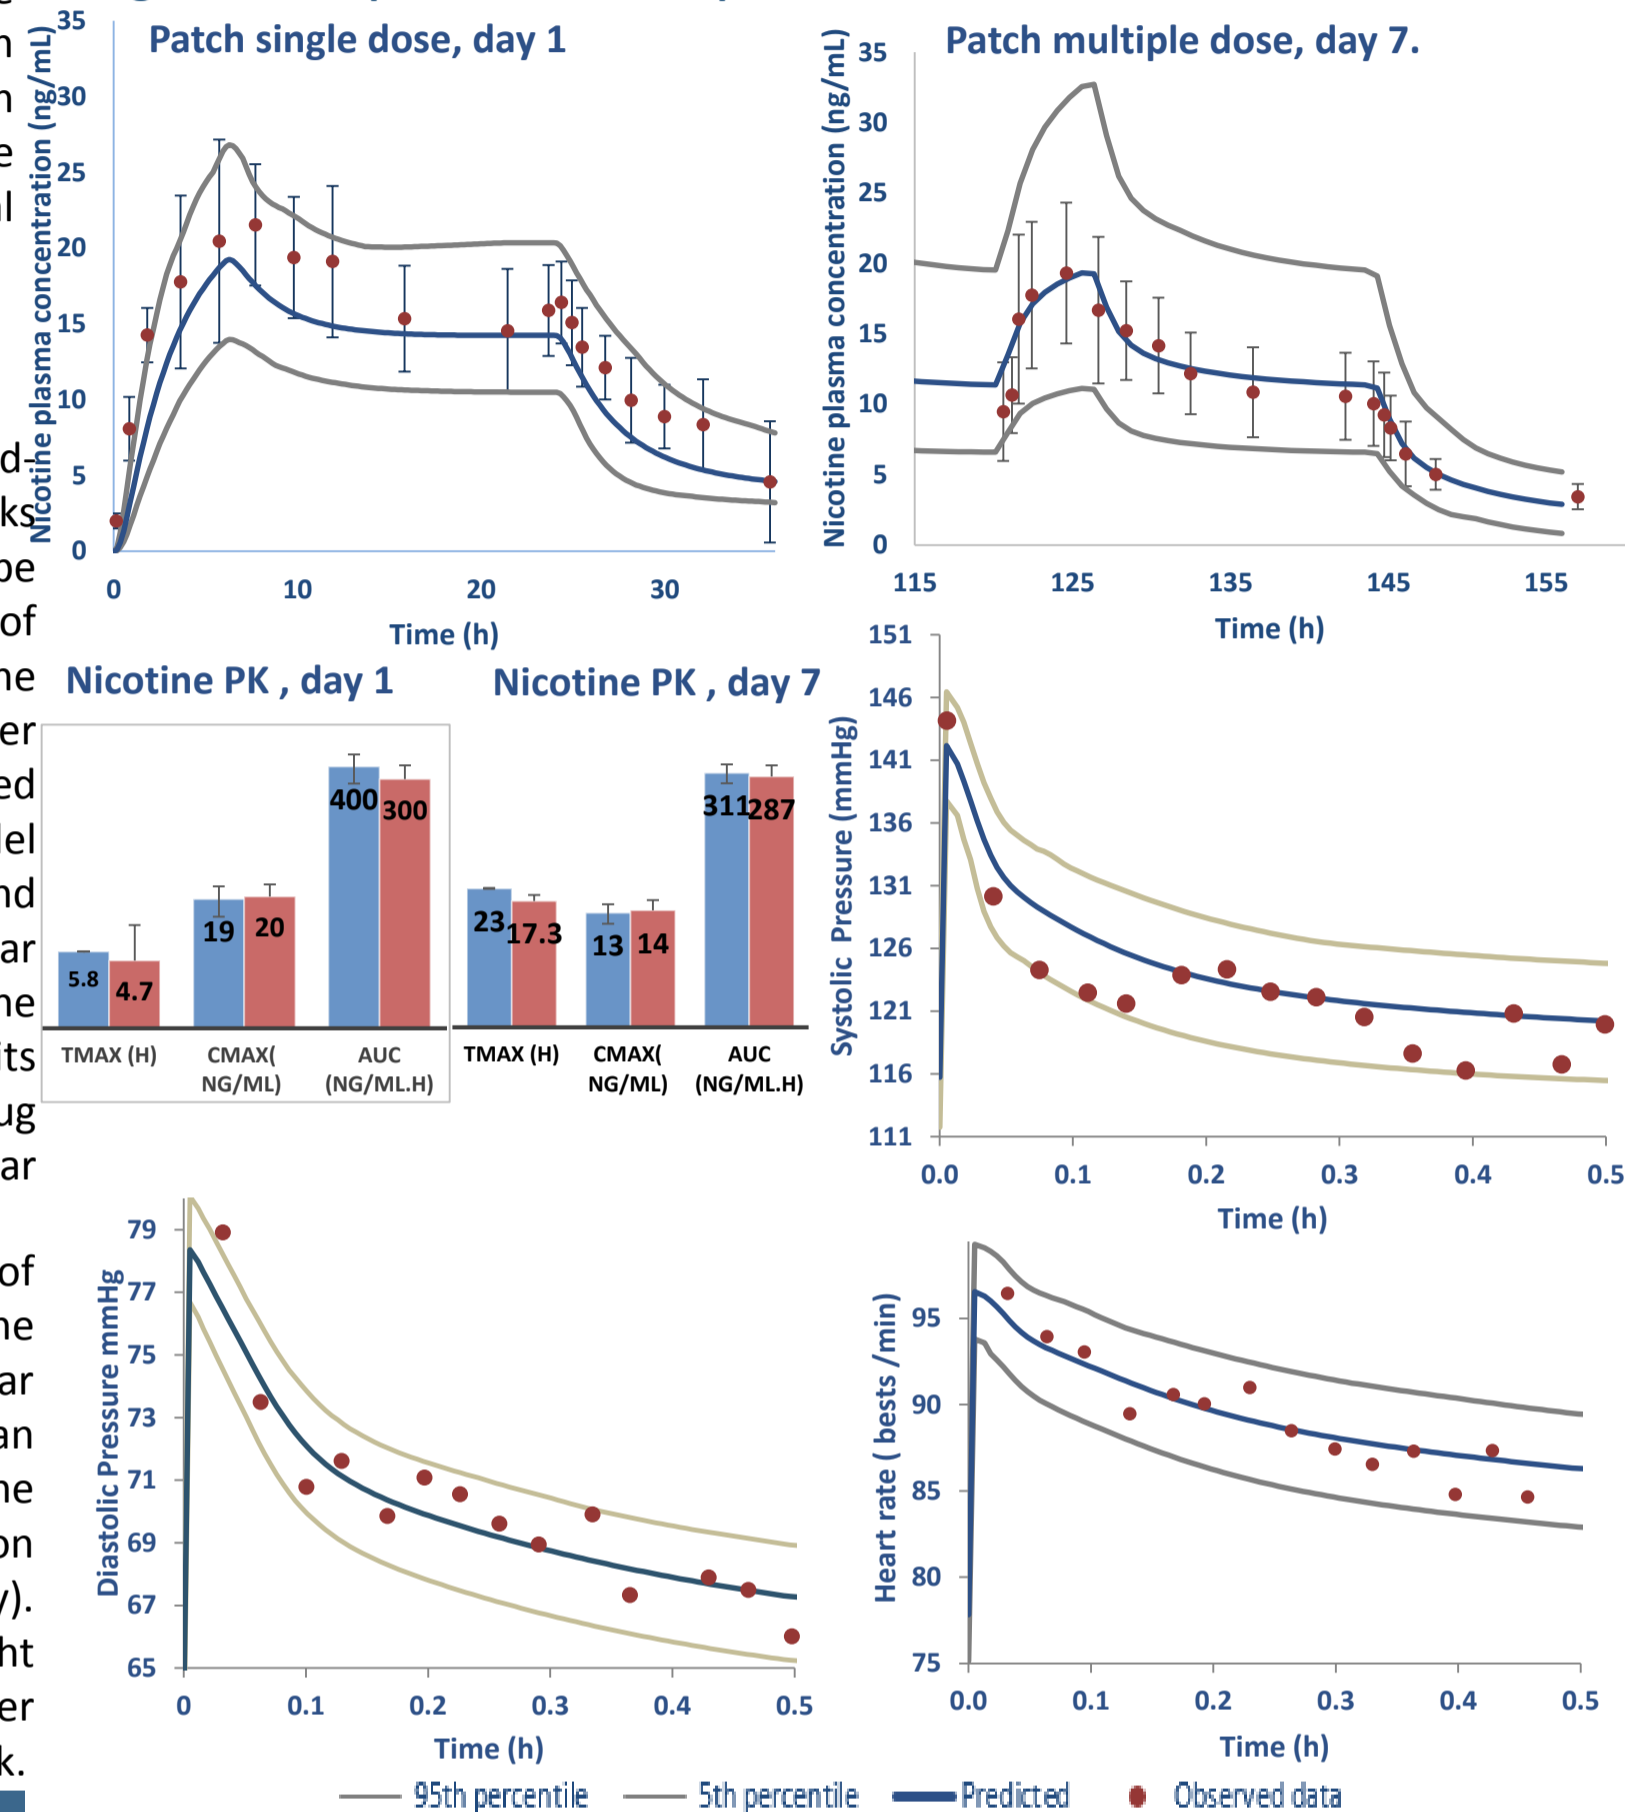 Patch single dose, day 1
Nicotine plasma concentration (ng/mL)
35
30
25
20
15
10
5
0
0 10 20 30
Time (h)
Patch multiple dose, day 7.
Nicotine plasma concentration (ng/mL)
35
30
25
20
15
10
5
0
115 125 135 145 155
Time (h)
Nicotine PK , day 1
5.8 4.7 19 20 400 300
TMAX (H) CMAX( AUC
NG/ML) (NG/ML.H)
Nicotine PK , day 7
23 17.3 13 14 311 287
TMAX (H) CMAX( AUC
NG/ML) (NG/ML.H)
Systolic Pressure (mmHg)
151
146
141
136
131
126
121
116
111
0.0 0.1 0.2 0.3 0.4 0.5
Time (h)
Diastolic Pressure mmHg
79
77
75
73
71
69
67
65
0 0.1 0.2 0.3 0.4 0.5
Time (h)
Heart rate ( bests /min)
95
90
85
80
75
0.0 0.1 0.2 0.3 0.4 0.5
Time (h)
95th percentile 5th percentile Predicted Observed data